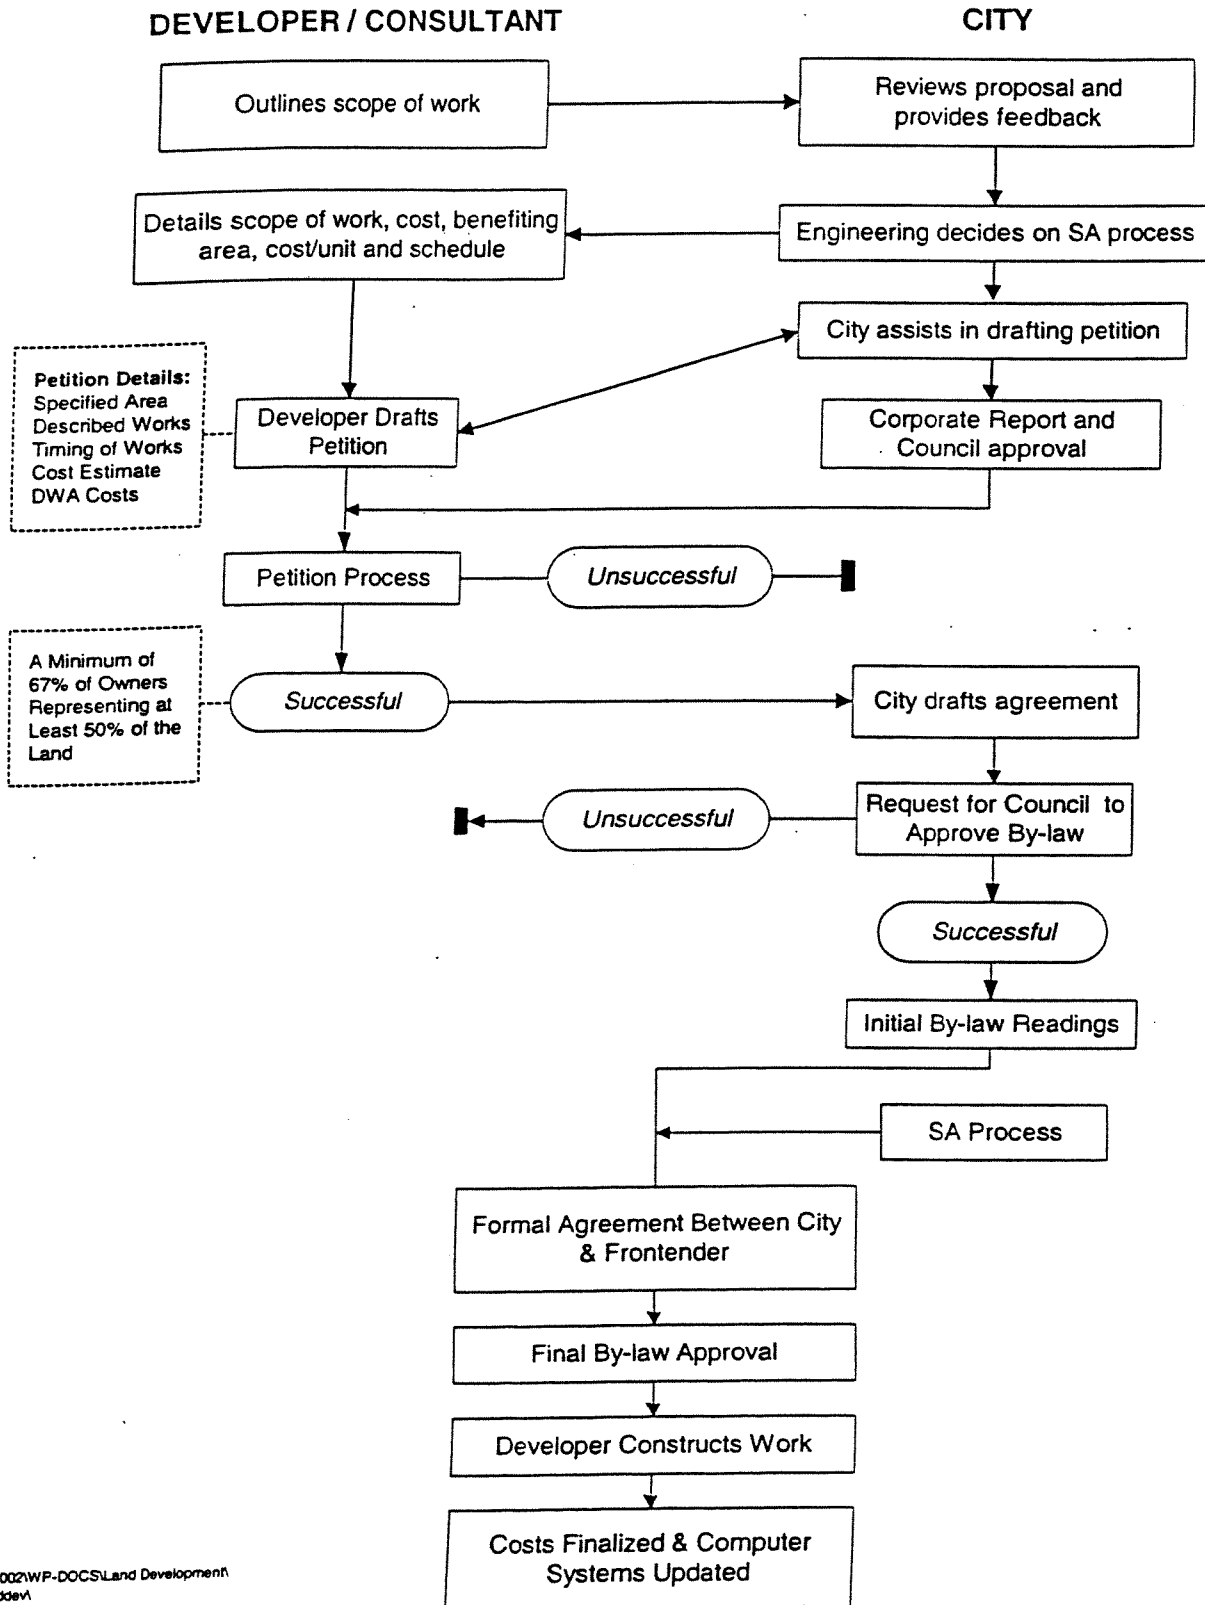 DEVELOPER / CONSULTANT
CITY
Outlines scope of work
Reviews proposal and
provides feedback
Details scope of work, cost, benefiting
area, cost/unit and schedule
Engineering decides on SA process
City assists in drafting petition
Petition Details:
Specified Area
Described Works
Timing of Works
Cost Estimate
DWA Costs
Developer Drafts
Petition
Corporate Report and
Council approval
Petition Process
Unsuccessful
A Minimum of
67% of Owners
Representing at
Least 50% of the
Land
Successful
City drafts agreement
Unsuccessful
Request for Council to
Approve By-law
Successful
Initial By-law Readings
SA Process
Formal Agreement Between City
& Frontender
Final By-law Approval
Developer Constructs Work
Costs Finalized & Computer
Systems Updated
002\WP-DOCS\Land Development\